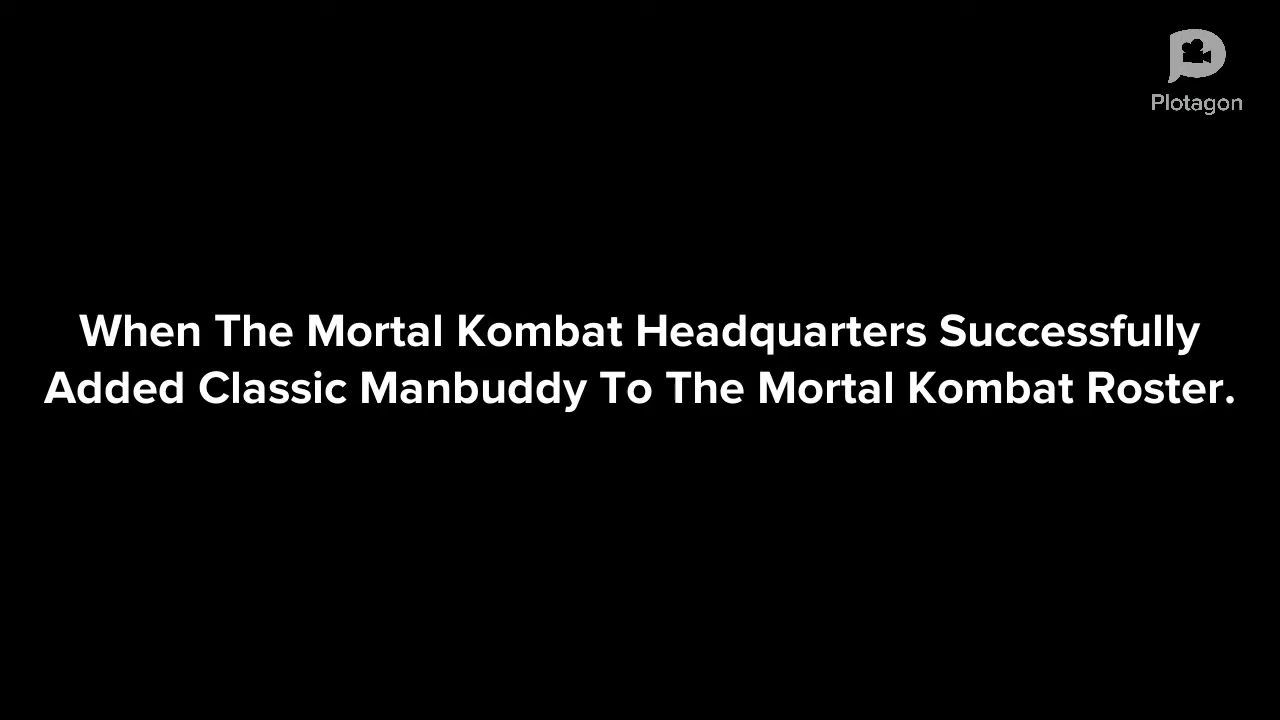 Plotagon
When The Mortal Kombat Headquarters Successfully
Added Classic Manbuddy To The Mortal Kombat Roster.